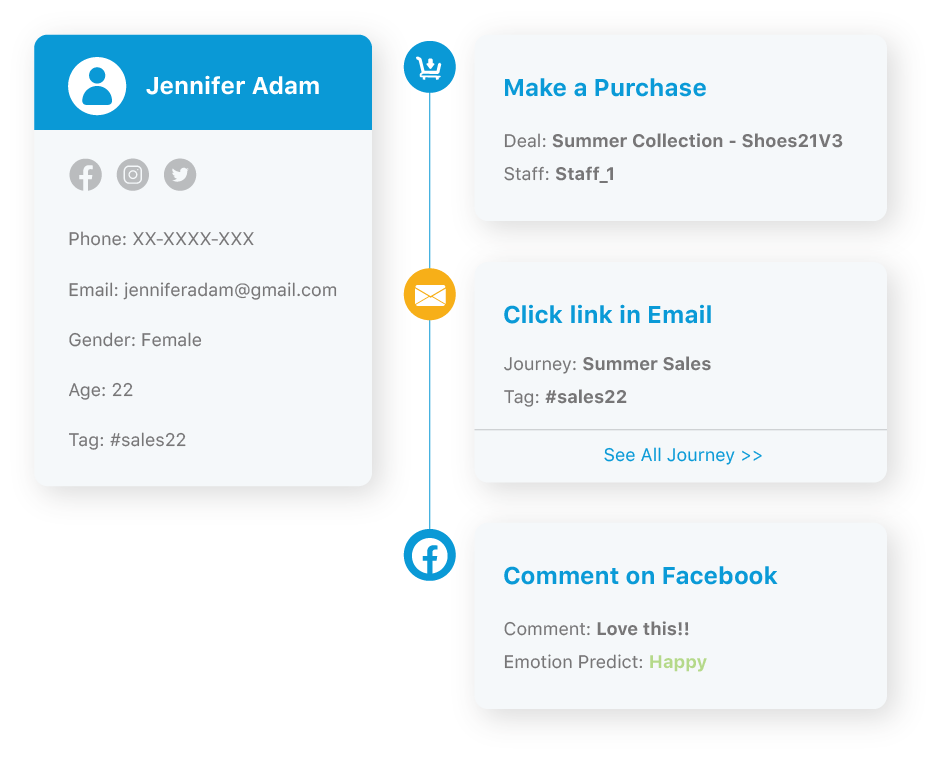 Jennifer Adam
Phone: XX-XXXX-XXX
Email: jenniferadam@gmail.com
Gender: Female
Age: 22
Tag: #sales22
Make a Purchase
Deal: Summer Collection - Shoes21V3
Staff: Staff_1
Click link in Email
Journey: Summer Sales
Tag: #sales22
See All Journey >>
Comment on Facebook
Comment: Love this!!
Emotion Predict: Happy